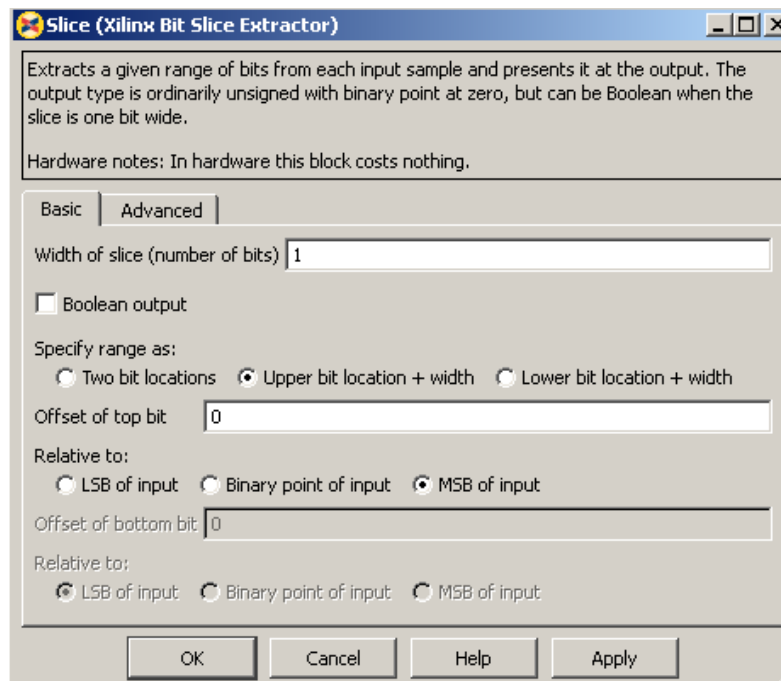 Slice (Xilinx Bit Slice Extractor)
Extracts a given range of bits from each input sample and presents it at the output. The
output type is ordinarily unsigned with binary point at zero, but can be Boolean when the
slice is one bit wide.
Hardware notes: In hardware this block costs nothing.
Basic Advanced
Width of slice (number of bits) 1
Boolean output
Specify range as:
Two bit locations Upper bit location + width Lower bit location + width
Offset of top bit 0
Relative to:
LSB of input Binary point of input MSB of input
Offset of bottom bit 0
Relative to:
LSB of input Binary point of input MSB of input
OK Cancel Help Apply